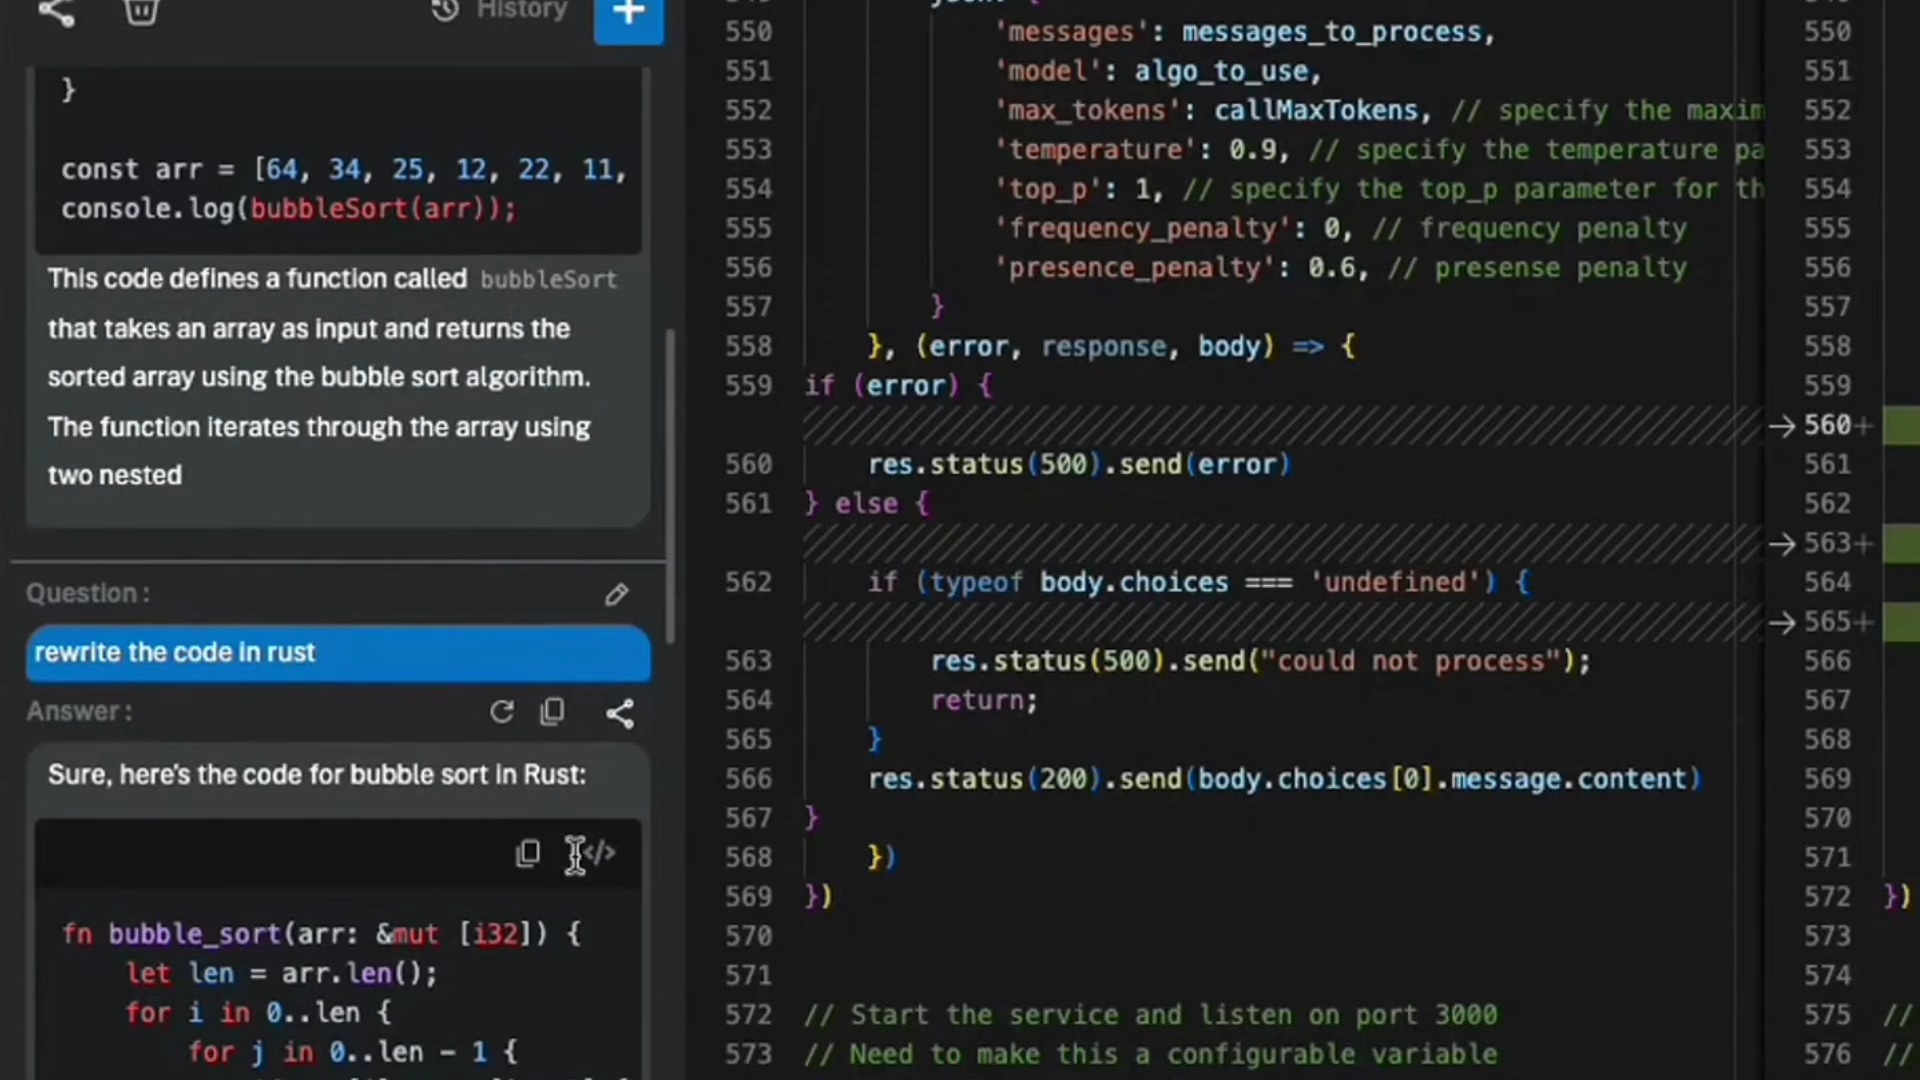 History
}
const arr = [64, 34, 25, 12, 22, 11,
console.log(bubbleSort(arr));
This code defines a function called bubbleSort
that takes an array as input and returns the
sorted array using the bubble sort algorithm.
The function iterates through the array using
two nested
Question :
rewrite the code in rust
Answer :
Sure, here's the code for bubble sort in Rust:
</>
fn bubble_sort(arr: &mut [i32]) {
let len = arr.len();
for i in 0..len {
for j in 0..len - 1 {
550 'messages': messages_to_process,
551 'model': algo_to_use,
552 'max_tokens': callMaxTokens, // specify the maxim
553 'temperature': 0.9, // specify the temperature pa
554 'top_p': 1, // specify the top_p parameter for th
555 'frequency_penalty': 0, // frequency penalty
556 'presence_penalty': 0.6, // presense penalty
557 }
558 }, (error, response, body) => {
559 if (error) {
560 res.status(500).send(error)
561 } else {
562 if (typeof body.choices === 'undefined') {
563 res.status(500).send("could not process");
564 return;
565 }
566 res.status(200).send(body.choices[0].message.content)
567 }
568 })
569 })
570
571
572 // Start the service and listen on port 3000
573 // Need to make this a configurable variable
550
551
552
553
554
555
556
557
558
559
→ 560+
561
562
→ 563+
564
→ 565+
566
567
568
569
570
571
572 })
573
574
575 //
576 //